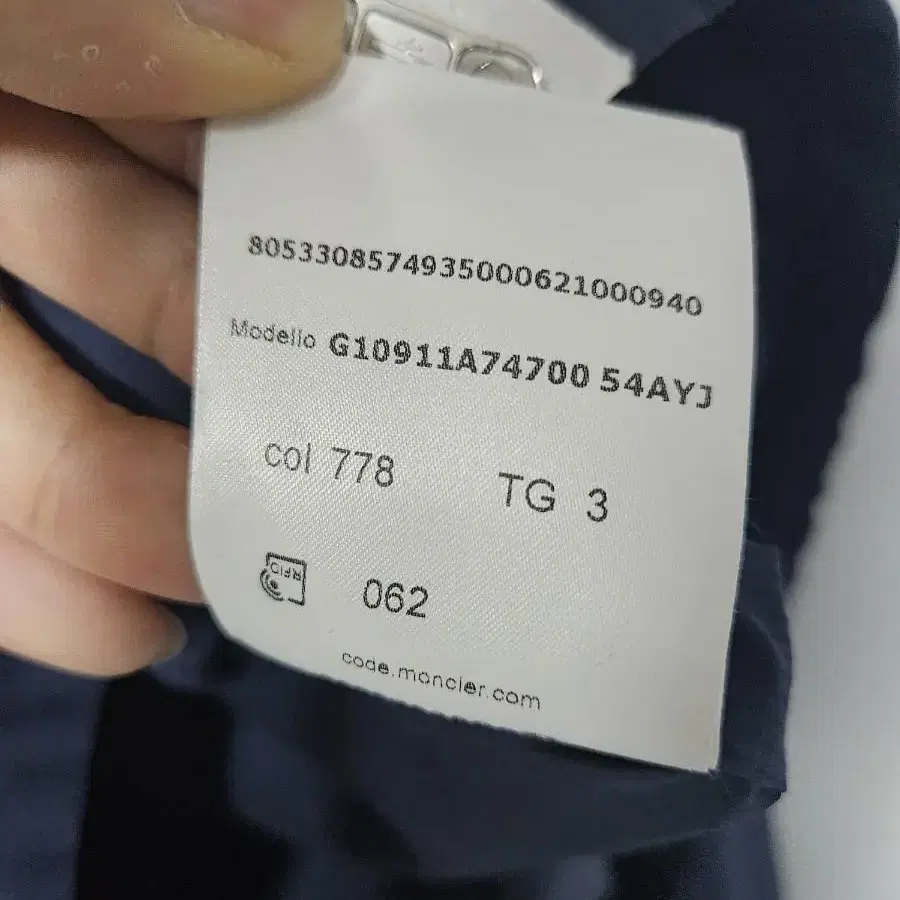 8053308574935000621000940
Modello G10911A74700 54AYJ
col 778 TG 3
RFID 062
code.moncler.com